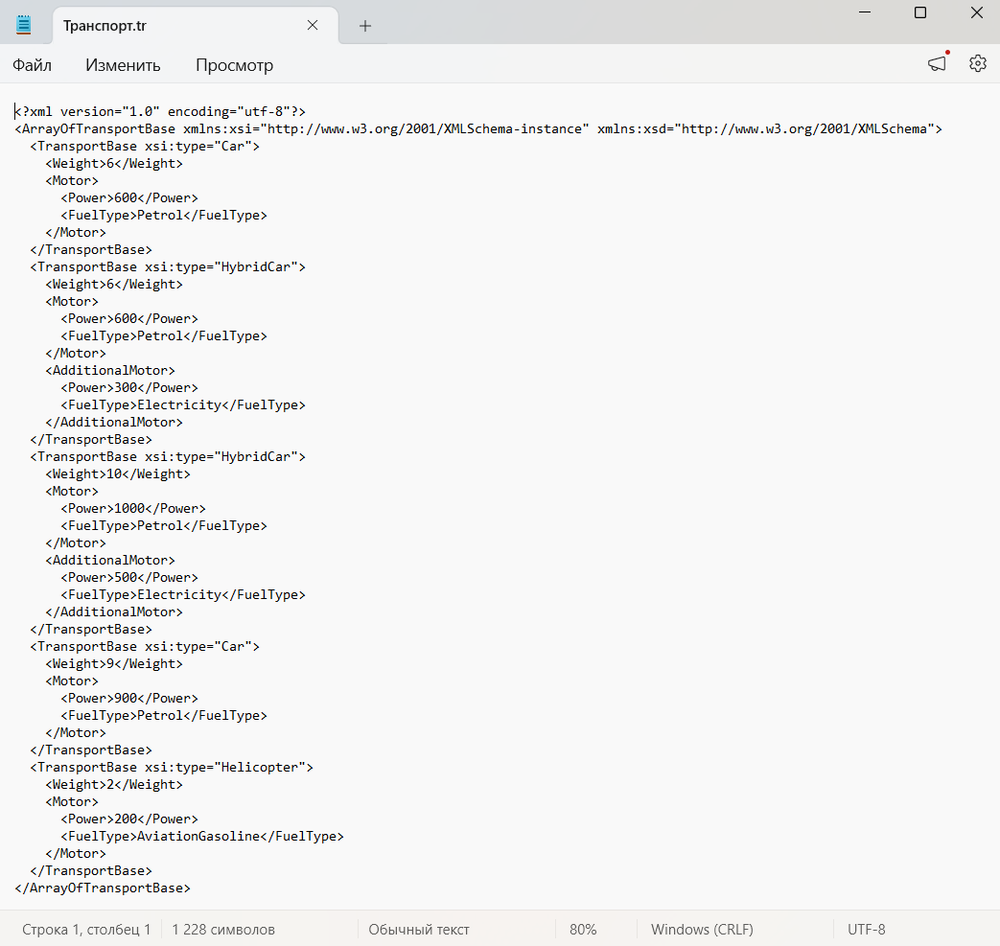 Транспорт.tr
Файл Изменить Просмотр
<?xml version="1.0" encoding="utf-8"?>
<ArrayOfTransportBase xmlns:xsi="http://www.w3.org/2001/XMLSchema-instance" xmlns:xsd="http://www.w3.org/2001/XMLSchema">
  <TransportBase xsi:type="Car">
    <Weight>6</Weight>
    <Motor>
      <Power>600</Power>
      <FuelType>Petrol</FuelType>
    </Motor>
  </TransportBase>
  <TransportBase xsi:type="HybridCar">
    <Weight>6</Weight>
    <Motor>
      <Power>600</Power>
      <FuelType>Petrol</FuelType>
    </Motor>
    <AdditionalMotor>
      <Power>300</Power>
      <FuelType>Electricity</FuelType>
    </AdditionalMotor>
  </TransportBase>
  <TransportBase xsi:type="HybridCar">
    <Weight>10</Weight>
    <Motor>
      <Power>1000</Power>
      <FuelType>Petrol</FuelType>
    </Motor>
    <AdditionalMotor>
      <Power>500</Power>
      <FuelType>Electricity</FuelType>
    </AdditionalMotor>
  </TransportBase>
  <TransportBase xsi:type="Car">
    <Weight>9</Weight>
    <Motor>
      <Power>900</Power>
      <FuelType>Petrol</FuelType>
    </Motor>
  </TransportBase>
  <TransportBase xsi:type="Helicopter">
    <Weight>2</Weight>
    <Motor>
      <Power>200</Power>
      <FuelType>AviationGasoline</FuelType>
    </Motor>
  </TransportBase>
</ArrayOfTransportBase>
Строка 1, столбец 1 1 228 символов Обычный текст 80% Windows (CRLF) UTF-8